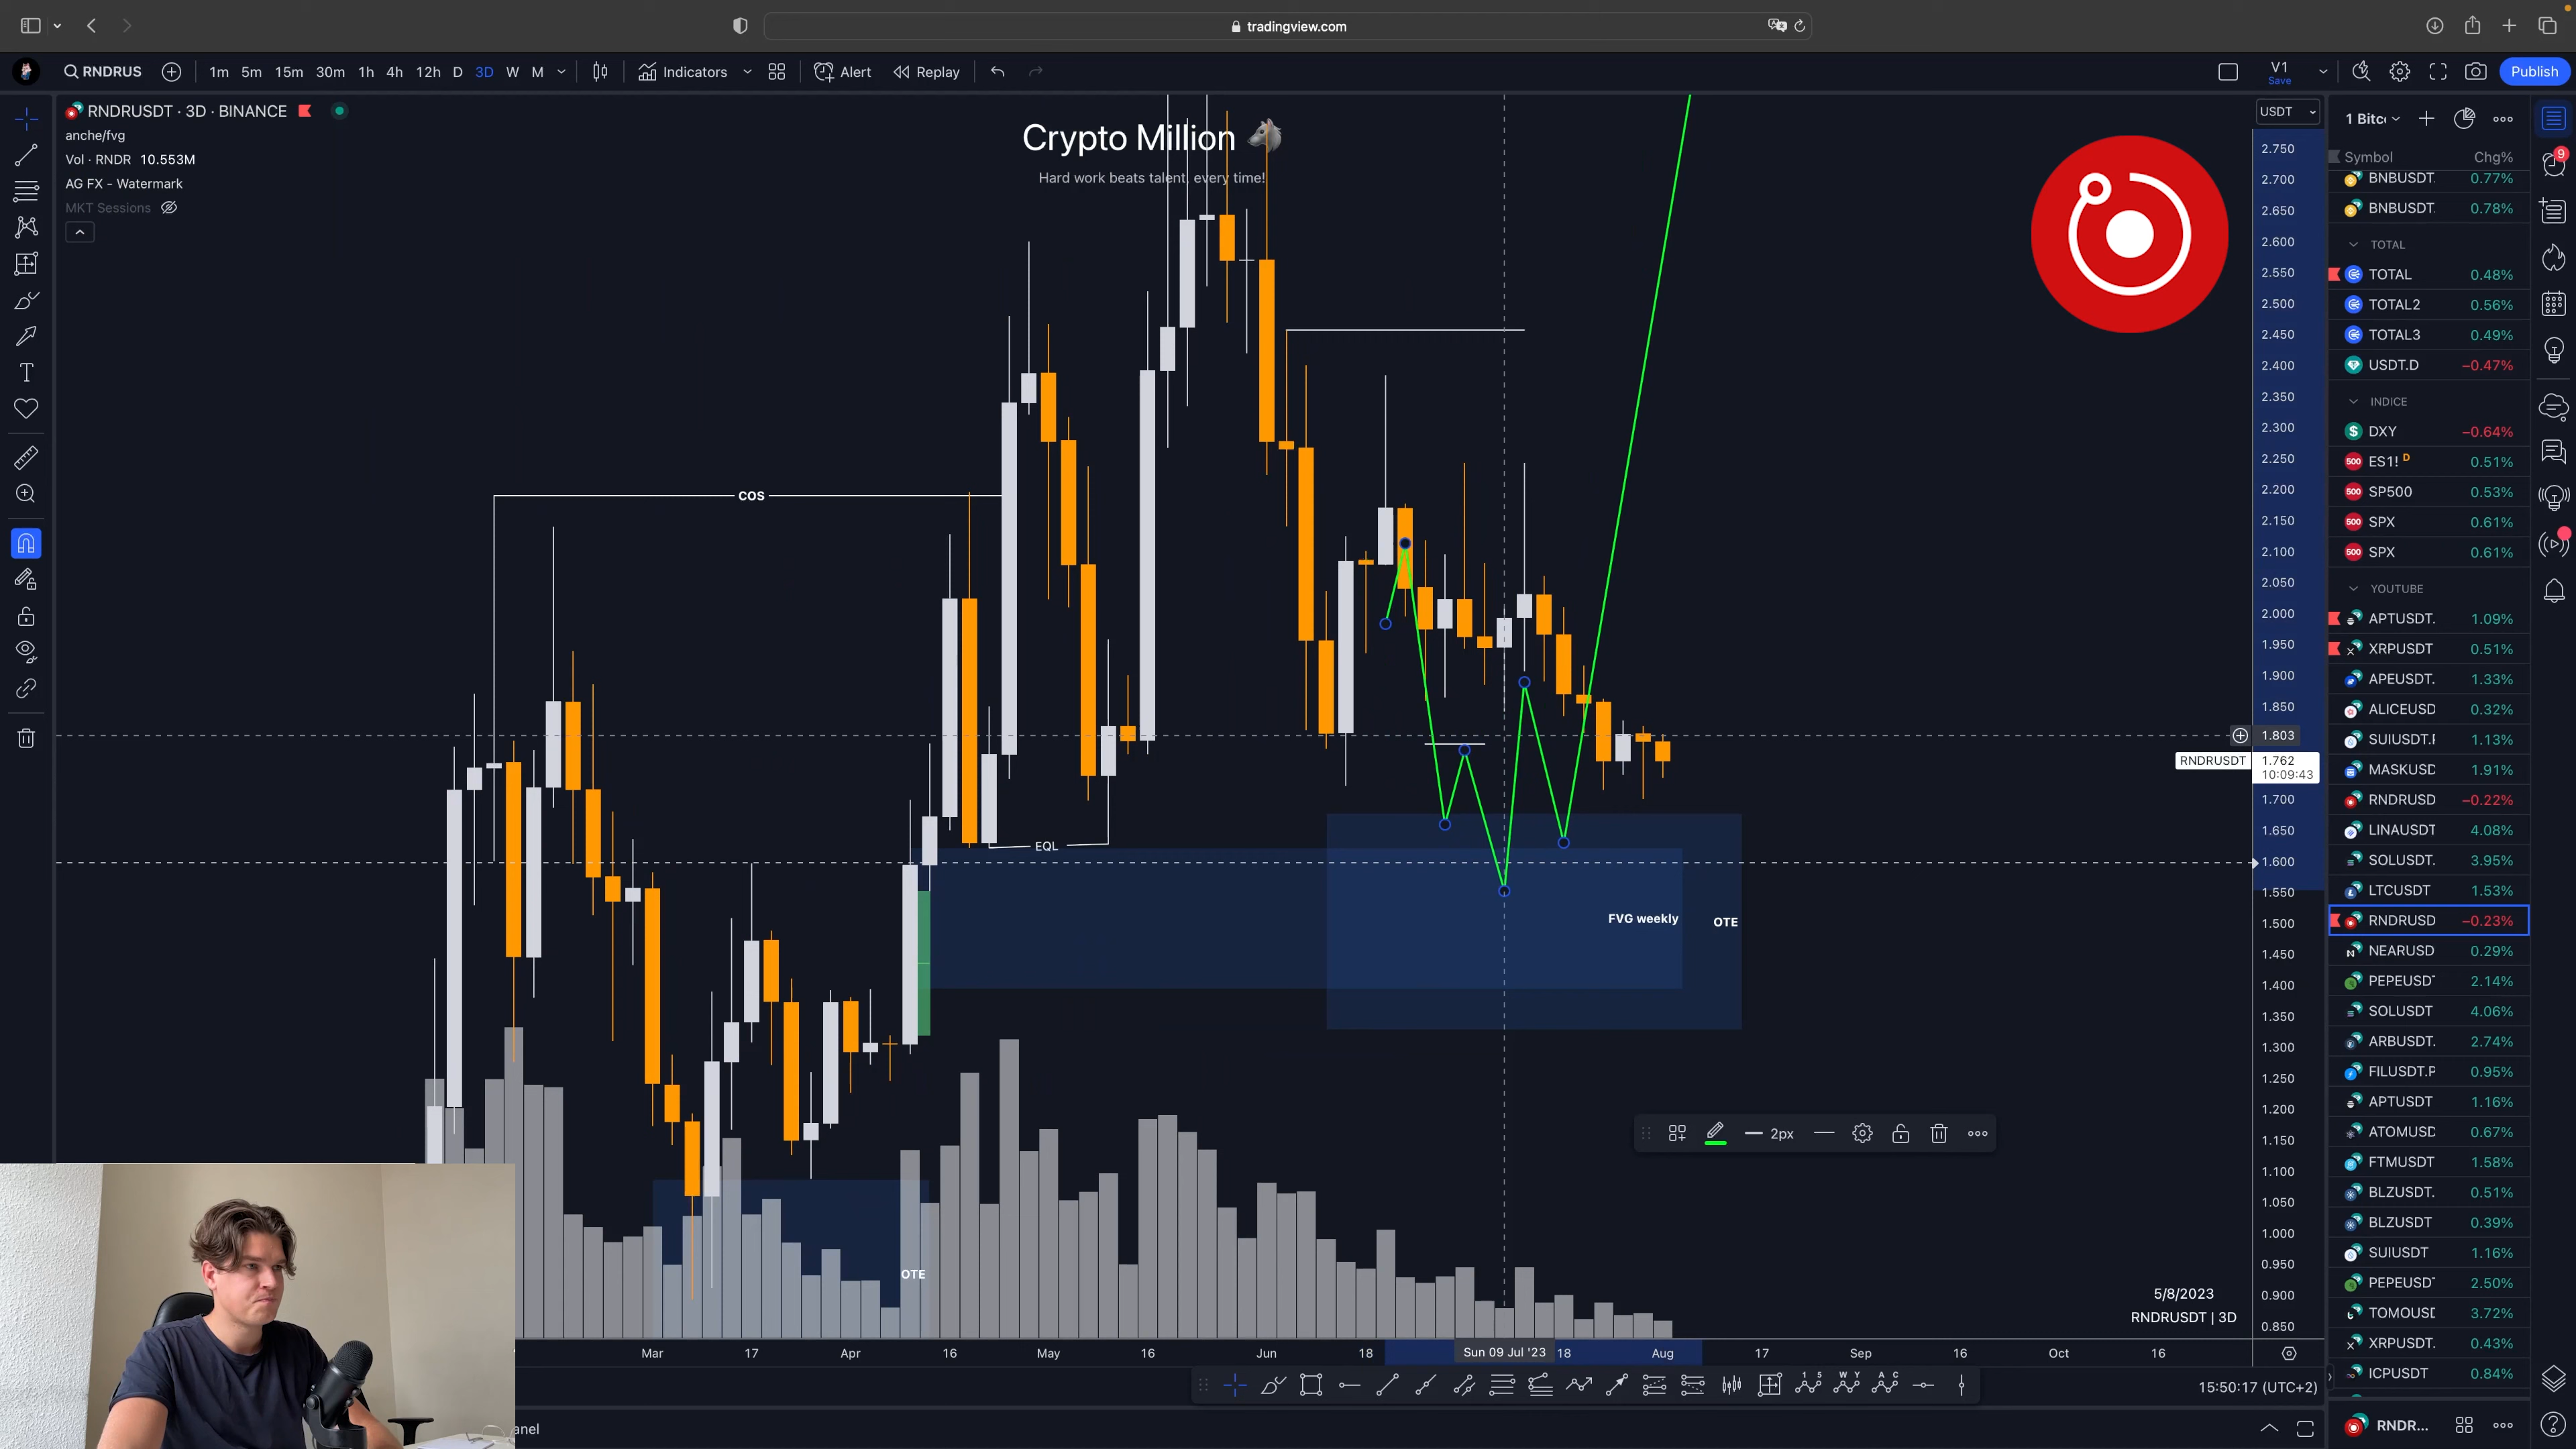 tradingview.com
RNDRUS
1m 5m 15m 30m 1h 4h 12h D 3D W M
Indicators
Alert
Replay
V1
Save
Publish
RNDRUSDT · 3D · BINANCE
anche/fvg
Vol · RNDR 10.553M
AG FX - Watermark
MKT Sessions
Crypto Million
Hard work beats talent, every time!
COS
EQL
FVG weekly
OTE
OTE
USDT
2.750
2.700
2.650
2.600
2.550
2.500
2.450
2.400
2.350
2.300
2.250
2.200
2.150
2.100
2.050
2.000
1.950
1.900
1.850
1.803
RNDRUSDT 1.762
10:09:43
1.700
1.650
1.600
1.550
1.500
1.450
1.400
1.350
1.300
1.250
1.200
1.150
1.100
1.050
1.000
0.950
0.900
0.850
2px
5/8/2023
RNDRUSDT | 3D
Mar 17 Apr 16 May 16 Jun 18 Sun 09 Jul '23 18 Aug 17 Sep 16 Oct 16
15:50:17 (UTC+2)
anel
1 Bitc
9
Symbol Chg%
BNBUSDT. 0.77%
BNBUSDT. 0.78%
TOTAL
TOTAL 0.48%
TOTAL2 0.56%
TOTAL3 0.49%
USDT.D −0.47%
INDICE
DXY −0.64%
ES1! D 0.51%
SP500 0.53%
SPX 0.61%
SPX 0.61%
YOUTUBE
APTUSDT. 1.09%
XRPUSDT 0.51%
APEUSDT. 1.33%
ALICEUSD 0.32%
SUIUSDT.F 1.13%
MASKUSD 1.91%
RNDRUSD −0.22%
LINAUSDT 4.08%
SOLUSDT. 3.95%
LTCUSDT 1.53%
RNDRUSD −0.23%
NEARUSD 0.29%
PEPEUSDT 2.14%
SOLUSDT 4.06%
ARBUSDT. 2.74%
FILUSDT.P 0.95%
APTUSDT 1.16%
ATOMUSD 0.67%
FTMUSDT 1.58%
BLZUSDT. 0.51%
BLZUSDT 0.39%
SUIUSDT 1.16%
PEPEUSDT 2.50%
TOMOUSD 3.72%
XRPUSDT. 0.43%
ICPUSDT 0.84%
RNDR...